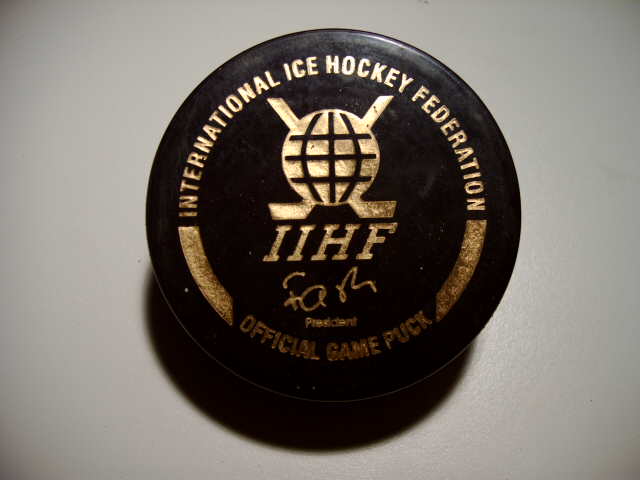 INTERNATIONAL ICE HOCKEY FEDERATION
IIHF
President
OFFICIAL GAME PUCK